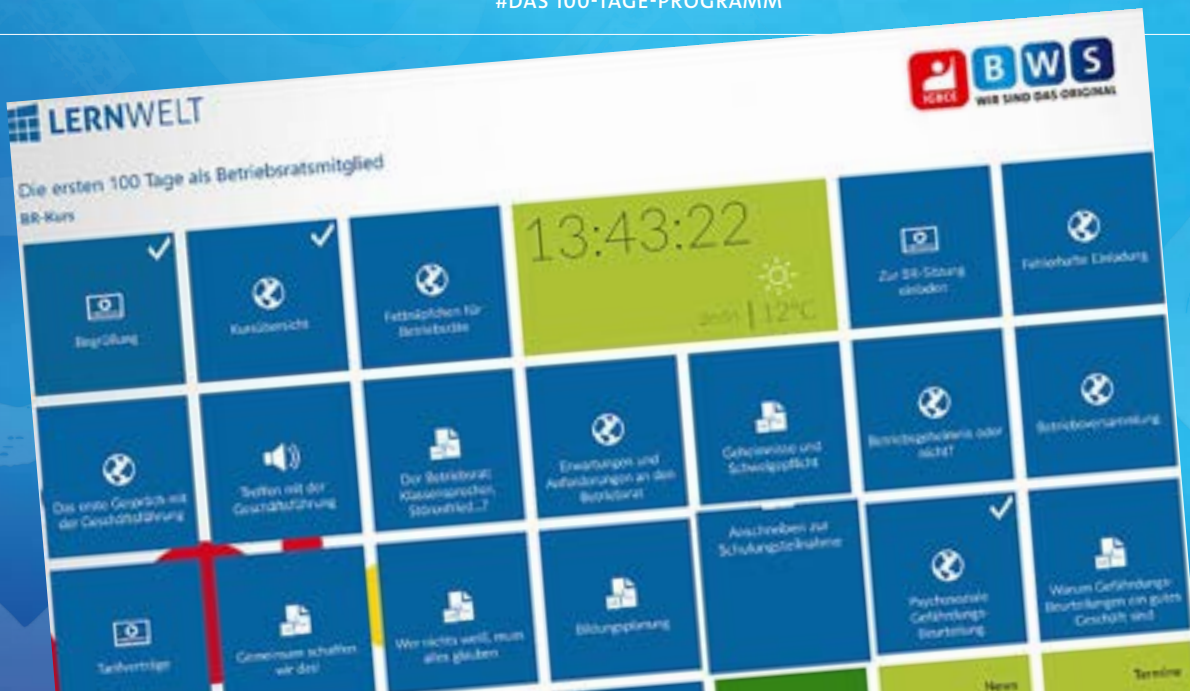 #DAS 100-TAGE-PROGRAMM
LERNWELT
IGBCE
BWS
WIR SIND DAS ORIGINAL
Die ersten 100 Tage als Betriebsratsmitglied
BR-Kurs
Begrüßung
Kursübersicht
Fettnäpfchen für
Betriebsräte
13:43:22
12°C
Zur BR-Sitzung
einladen
Fehlerhafte Einladung
Das erste Gespräch mit
der Geschäftsführung
Treffen mit der
Geschäftsführung
Der Betriebsrat:
Klassensprecher,
Störenfried...?
Erwartungen und
Anforderungen an den
Betriebsrat
Geheimnisse und
Schweigepflicht
Betriebsgeheimnis oder
nicht?
Betriebsversammlung
Tarifverträge
Gemeinsam schaffen
wir das!
Wer nichts weiß, muss
alles glauben
Bildungsplanung
Anschreiben zur
Schulungsteilnahme
Psychosoziale
Gefährdungs-
Beurteilung
Warum Gefährdungs-
Beurteilungen ein gutes
Geschäft sind
News
Termine